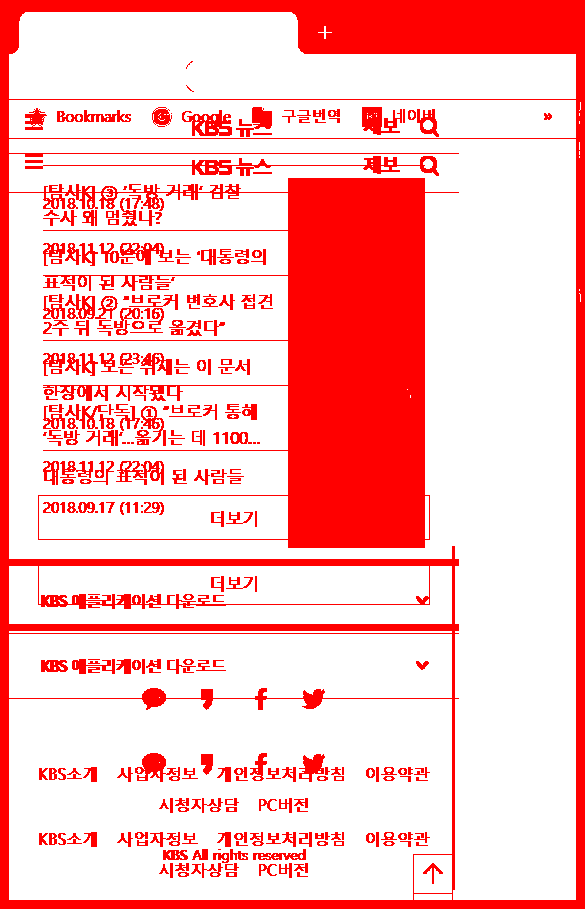 Bookmarks Google 구글번역 네이버 »
KBS 뉴스 제보
KBS 뉴스 제보
[탐사K] ③ ‘독방 거래’ 검찰
2018.10.18 (17:48)
수사 왜 멈췄나?
2018.11.12 (22:04)
[탐사K] 10분에 보는 ‘대통령의
표적이 된 사람들’
[탐사K] ② “브로커 변호사 접견
2018.09.21 (20:16)
2주 뒤 독방으로 옮겼다”
2018.11.12 (23:46)
[탐사K] 모든 취재는 이 문서
한장에서 시작됐다
[탐사K/단독] ① “브로커 통해
2018.10.18 (17:46)
‘독방 거래’…옮기는 데 1100...
2018.11.12 (22:04)
대통령의 표적이 된 사람들
2018.09.17 (11:29)
더보기
더보기
KBS 애플리케이션 다운로드
KBS 애플리케이션 다운로드
KBS소개 사업자정보 개인정보처리방침 이용약관
시청자상담 PC버전
KBS소개 사업자정보 개인정보처리방침 이용약관
KBS All rights reserved
시청자상담 PC버전